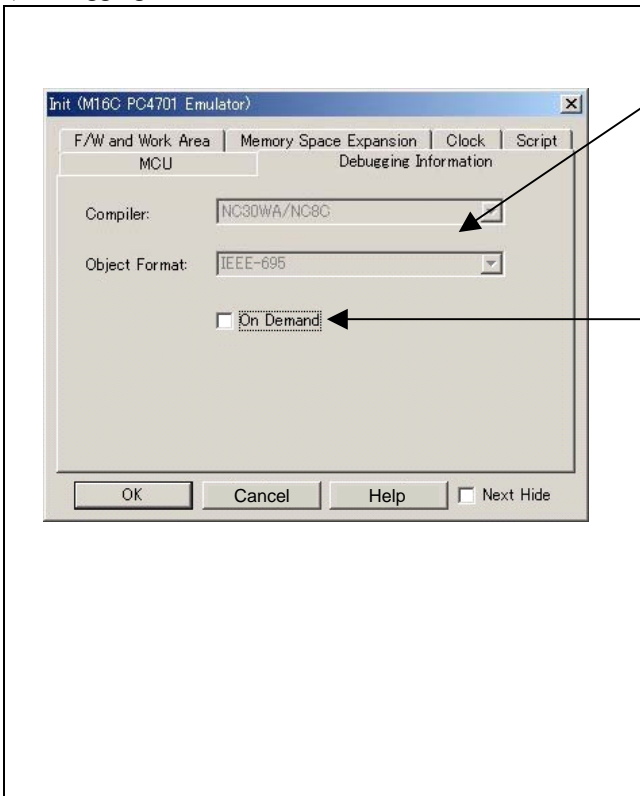 Init (M16C PC4701 Emulator)
F/W and Work Area Memory Space Expansion Clock Script
MCU Debugging Information
Compiler: NC30WA/NC8C
Object Format: IEEE-695
On Demand
OK Cancel Help Next Hide